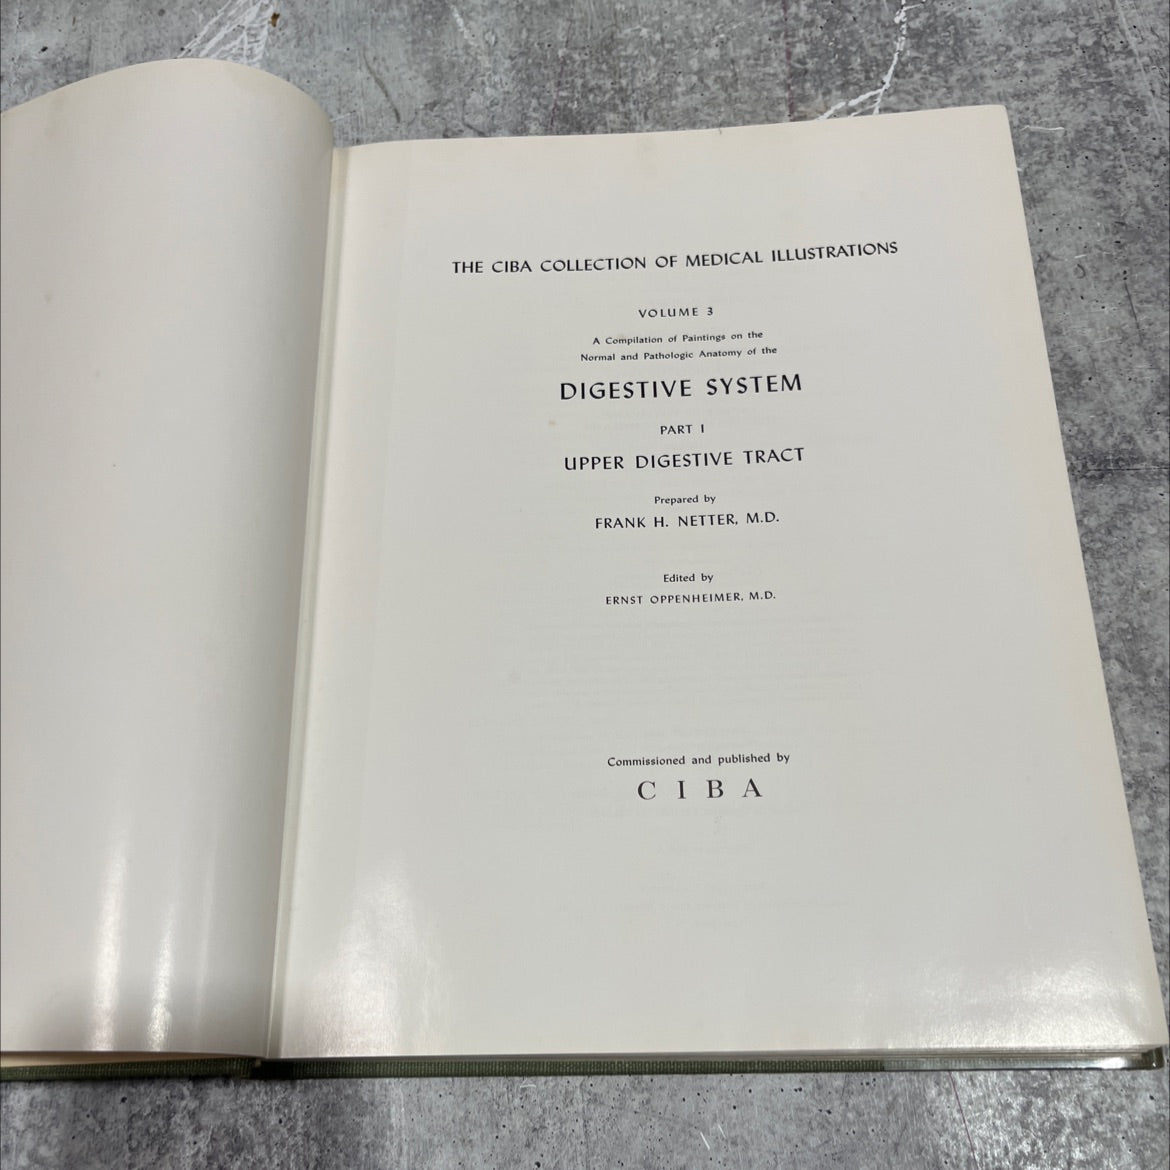 THE CIBA COLLECTION OF MEDICAL ILLUSTRATIONS
VOLUME 3
A Compilation of Paintings on the
Normal and Pathologic Anatomy of the
DIGESTIVE SYSTEM
PART I
UPPER DIGESTIVE TRACT
Prepared by
FRANK H. NETTER, M.D.
Edited by
ERNST OPPENHEIMER, M.D.
Commissioned and published by
CIBA